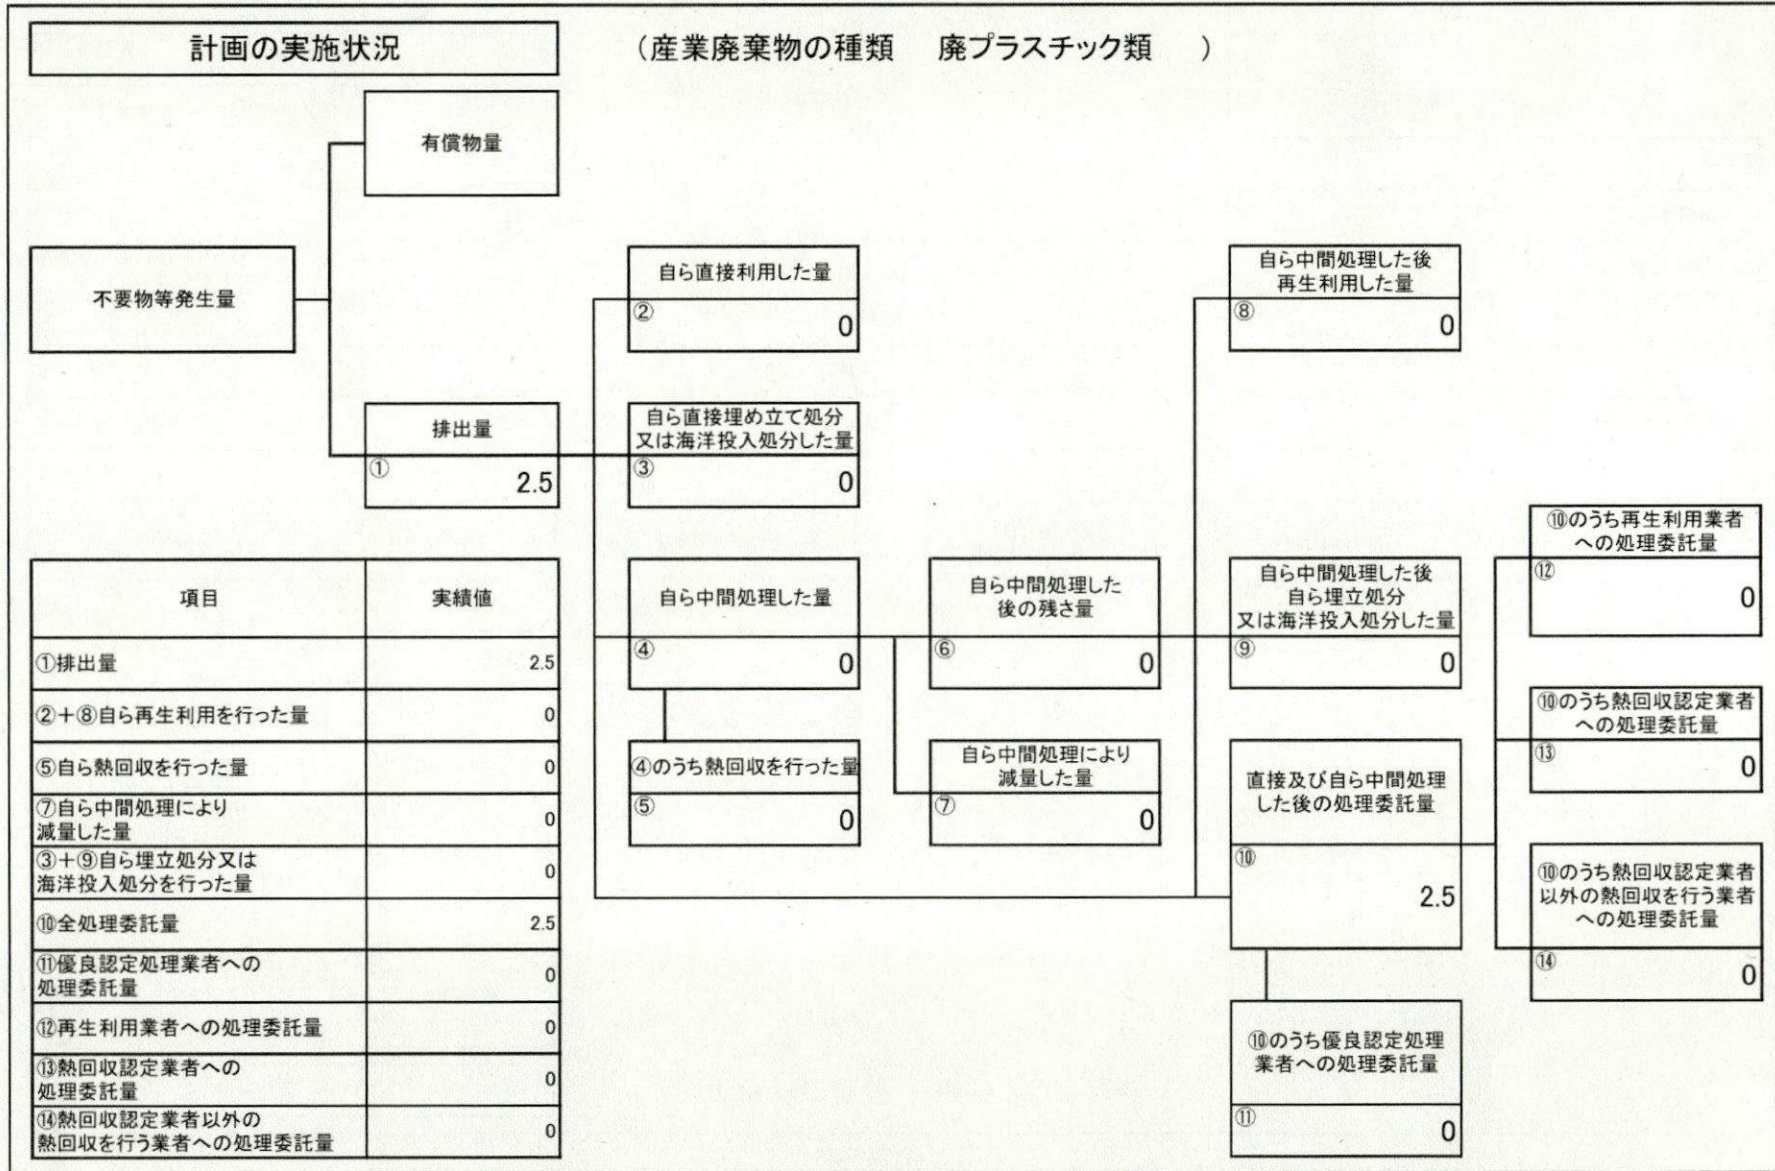 計画の実施状況
（産業廃棄物の種類　廃プラスチック類　）
有償物量
不要物等発生量
排出量
①
2.5
自ら直接利用した量
②
0
自ら直接埋め立て処分
又は海洋投入処分した量
③
0
自ら中間処理した量
④
0
④のうち熱回収を行った量
⑤
0
自ら中間処理した
後の残さ量
⑥
0
自ら中間処理により
減量した量
⑦
0
自ら中間処理した後
再生利用した量
⑧
0
自ら中間処理した後
自ら埋立処分
又は海洋投入処分した量
⑨
0
直接及び自ら中間処理
した後の処理委託量
⑩
2.5
⑩のうち優良認定処理
業者への処理委託量
⑪
0
⑩のうち再生利用業者
への処理委託量
⑫
0
⑩のうち熱回収認定業者
への処理委託量
⑬
0
⑩のうち熱回収認定業者
以外の熱回収を行う業者
への処理委託量
⑭
0
項目　実績値
①排出量　2.5
②＋⑧自ら再生利用を行った量　0
⑤自ら熱回収を行った量　0
⑦自ら中間処理により
減量した量　0
③＋⑨自ら埋立処分又は
海洋投入処分を行った量　0
⑩全処理委託量　2.5
⑪優良認定処理業者への
処理委託量　0
⑫再生利用業者への処理委託量　0
⑬熱回収認定業者への
処理委託量　0
⑭熱回収認定業者以外の
熱回収を行う業者への処理委託量　0